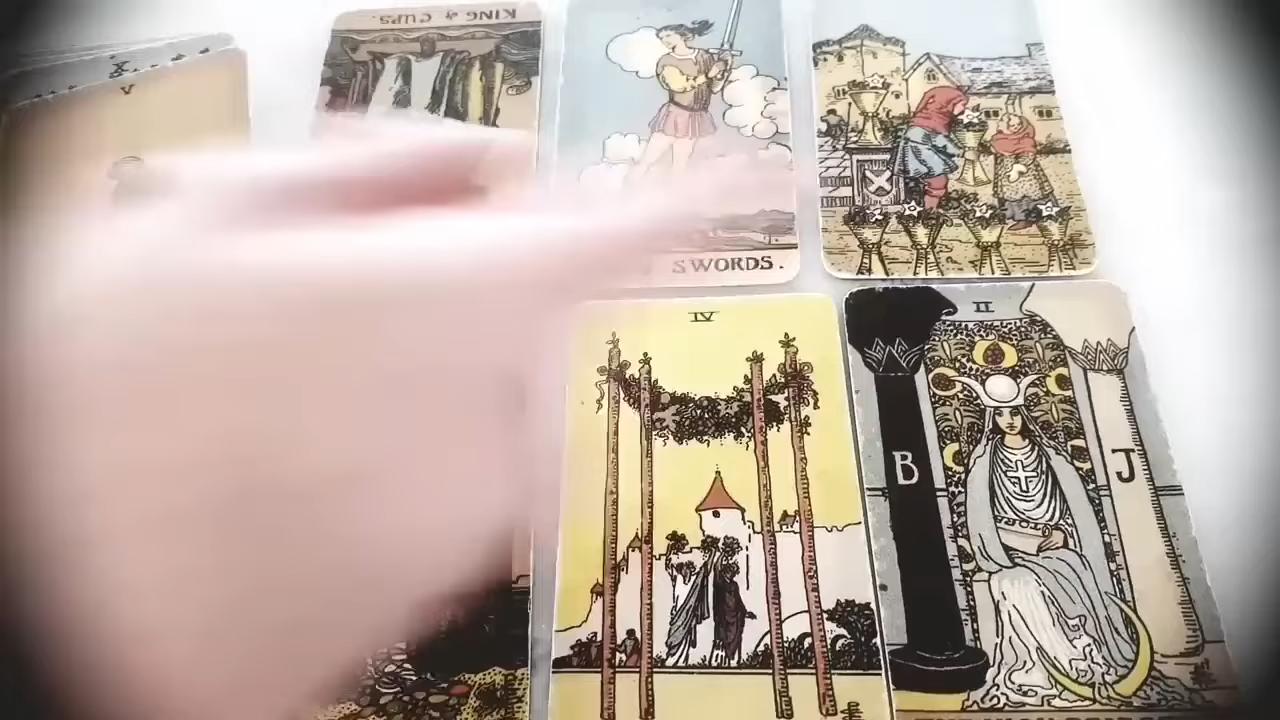 KING of CUPS.
X
V
SWORDS.
IV
II
B
J